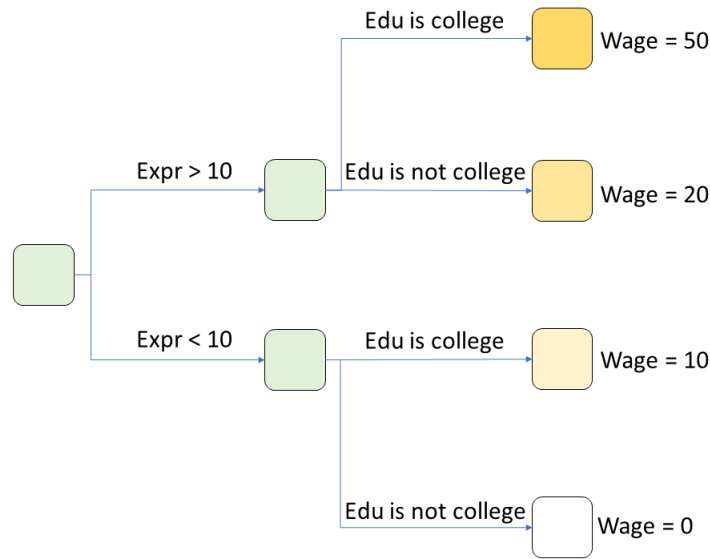 Edu is college
Wage = 50
Expr > 10
Edu is not college
Wage = 20
Expr < 10
Edu is college
Wage = 10
Edu is not college
Wage = 0